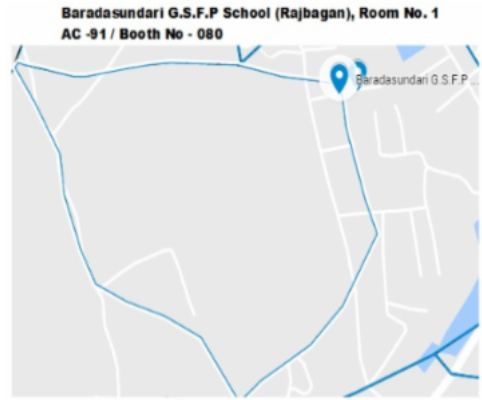 Baradasundari G.S.F.P School (Rajbagan), Room No. 1
AC -91 / Booth No - 080
Baradasundari G.S.F.P...